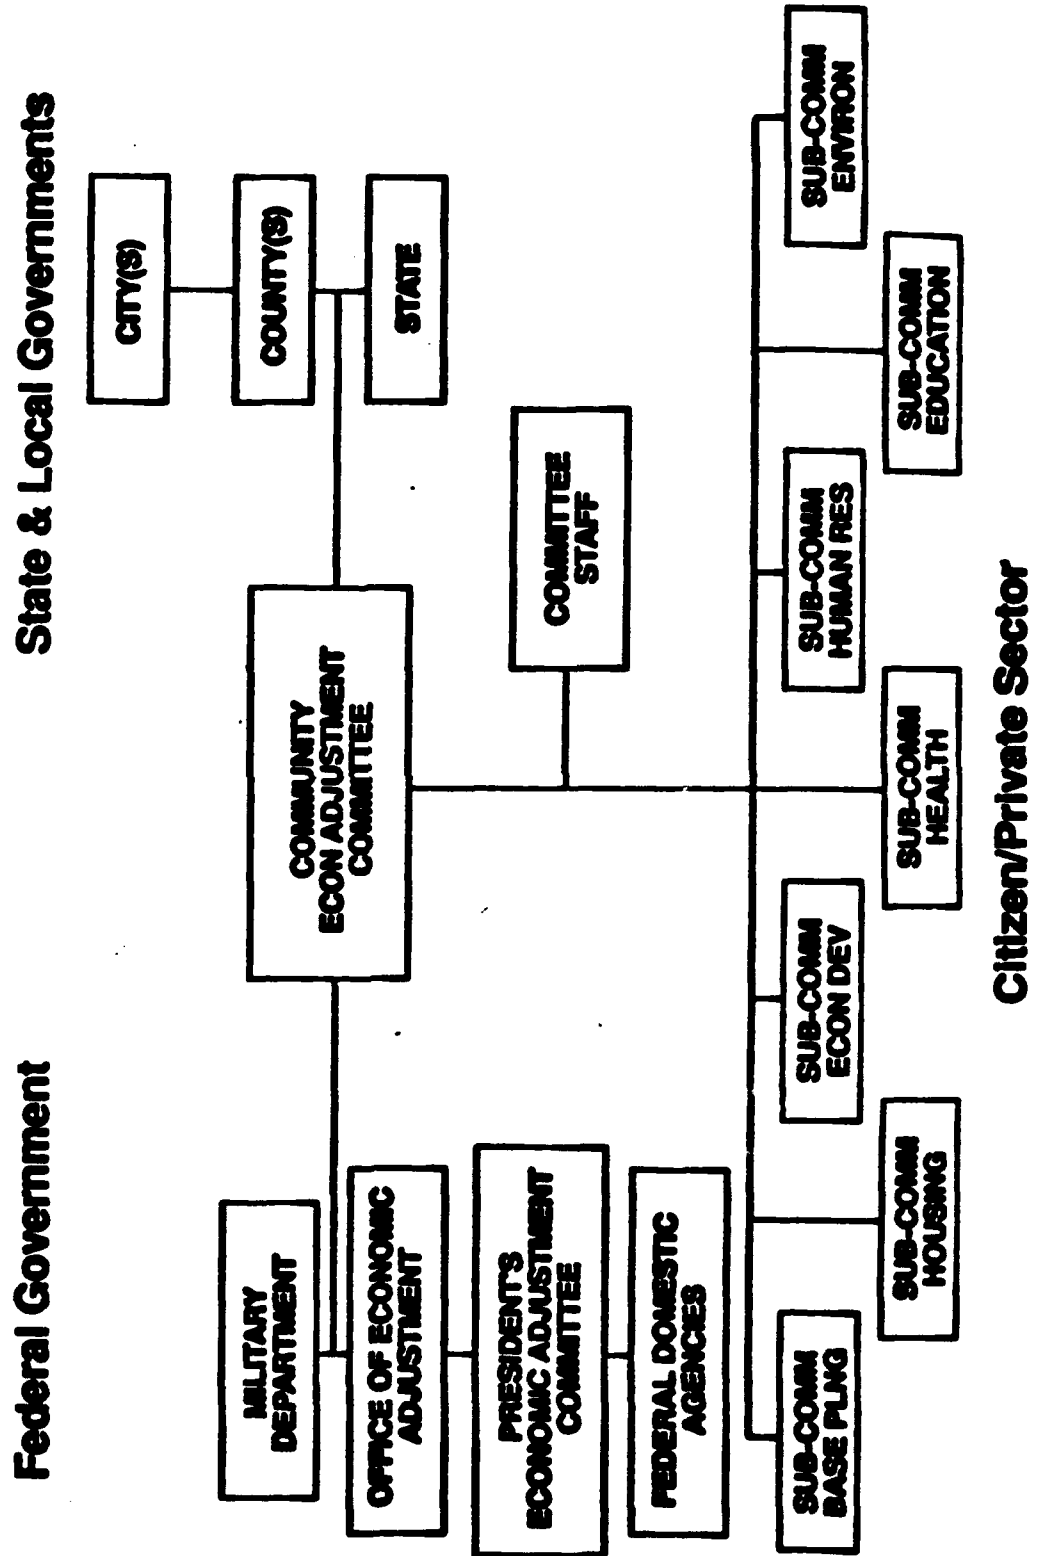 Federal Government
State & Local Governments
MILITARY
DEPARTMENT
OFFICE OF ECONOMIC
ADJUSTMENT
PRESIDENT'S
ECONOMIC ADJUSTMENT
COMMITTEE
FEDERAL DOMESTIC
AGENCIES
COMMUNITY
ECON ADJUSTMENT
COMMITTEE
CITY(S)
COUNTY(S)
STATE
COMMITTEE
STAFF
SUB-COMM
BASE PLNG
SUB-COMM
HOUSING
SUB-COMM
ECON DEV
SUB-COMM
HEALTH
SUB-COMM
HUMAN RES
SUB-COMM
EDUCATION
SUB-COMM
ENVIRON
Citizen/Private Sector